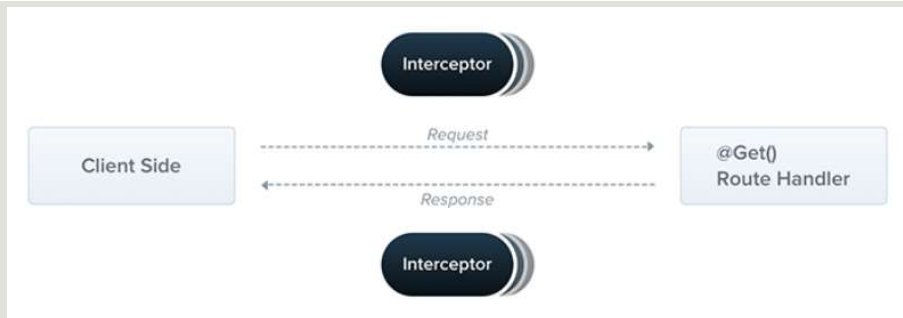 Interceptor
Request
Client Side
@Get()
Route Handler
Response
Interceptor